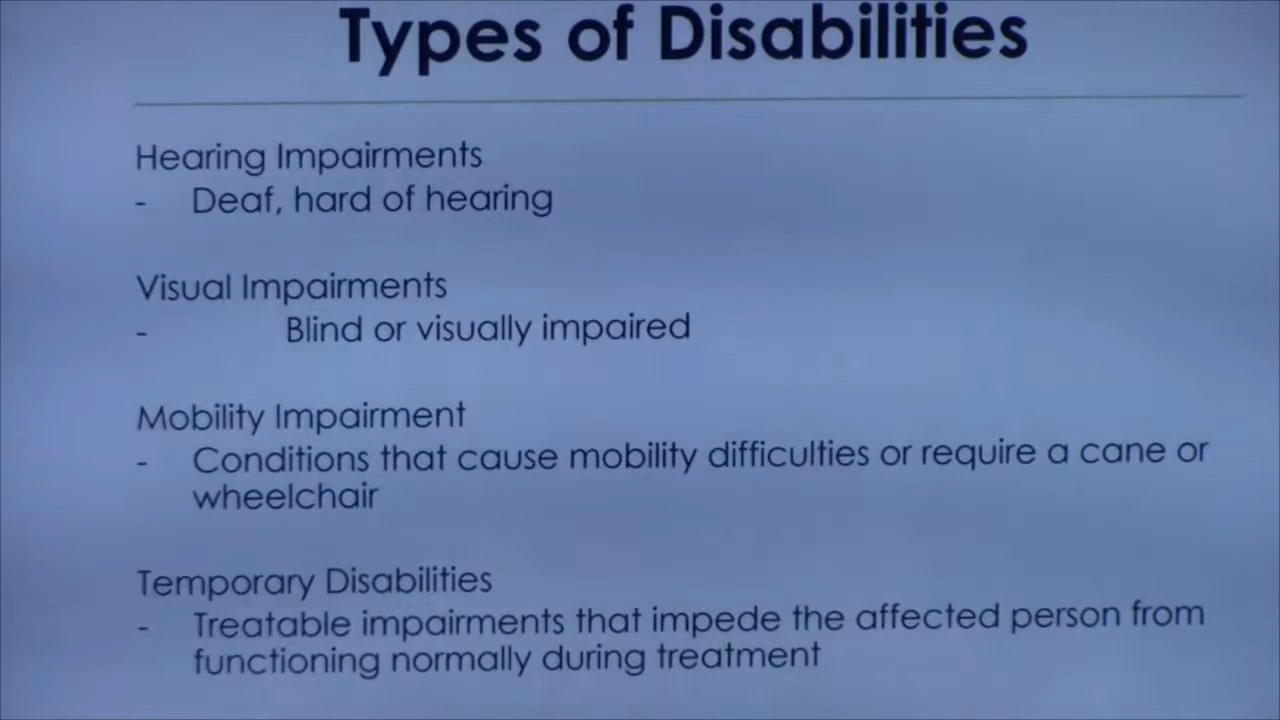 Types of Disabilities
Hearing Impairments
- Deaf, hard of hearing
Visual Impairments
- Blind or visually impaired
Mobility Impairment
- Conditions that cause mobility difficulties or require a cane or
wheelchair
Temporary Disabilities
- Treatable impairments that impede the affected person from
functioning normally during treatment